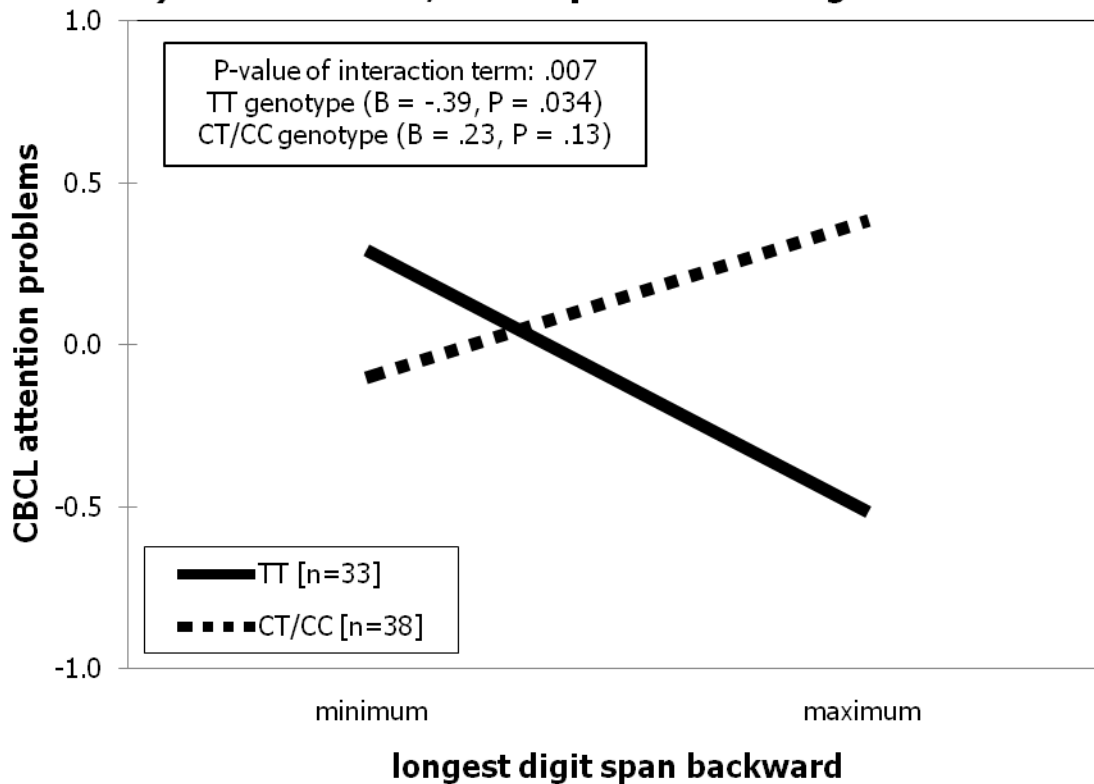 P-value of interaction term: .007
TT genotype (B = -.39, P = .034)
CT/CC genotype (B = .23, P = .13)
1.0
0.5
0.0
-0.5
-1.0
CBCL attention problems
TT [n=33]
CT/CC [n=38]
minimum
maximum
longest digit span backward